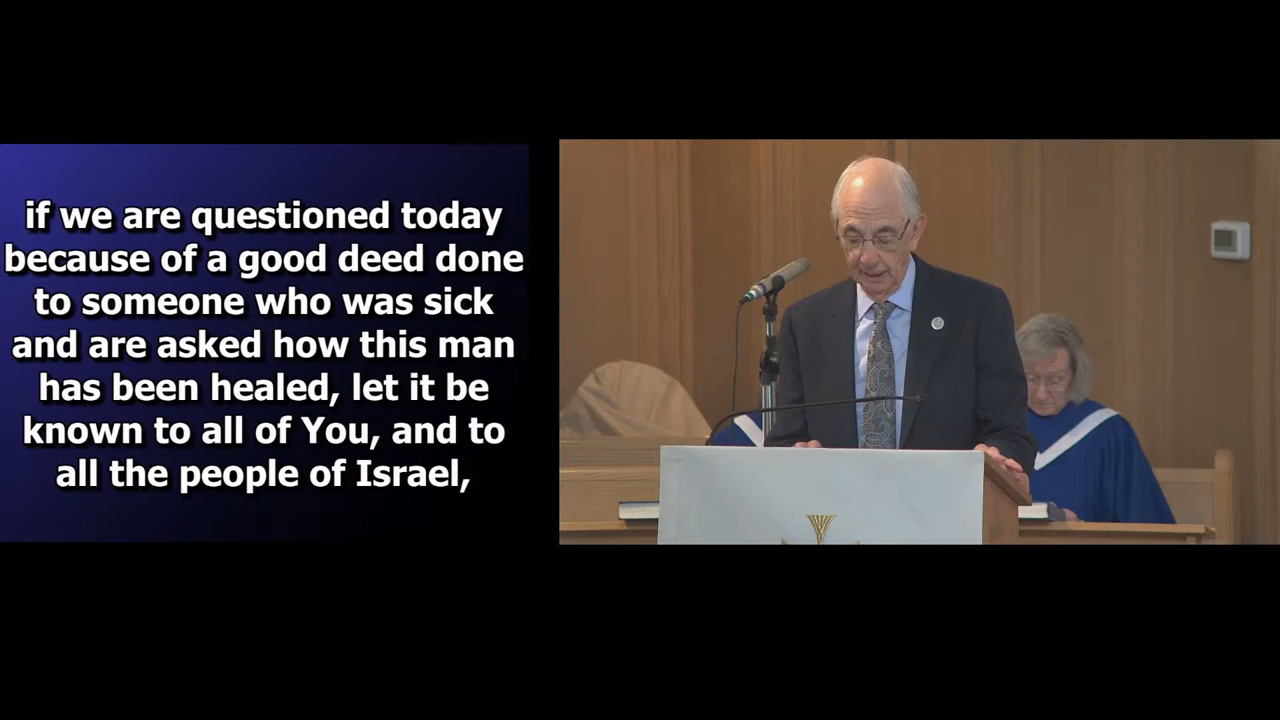 if we are questioned today
because of a good deed done
to someone who was sick
and are asked how this man
has been healed, let it be
known to all of You, and to
all the people of Israel,